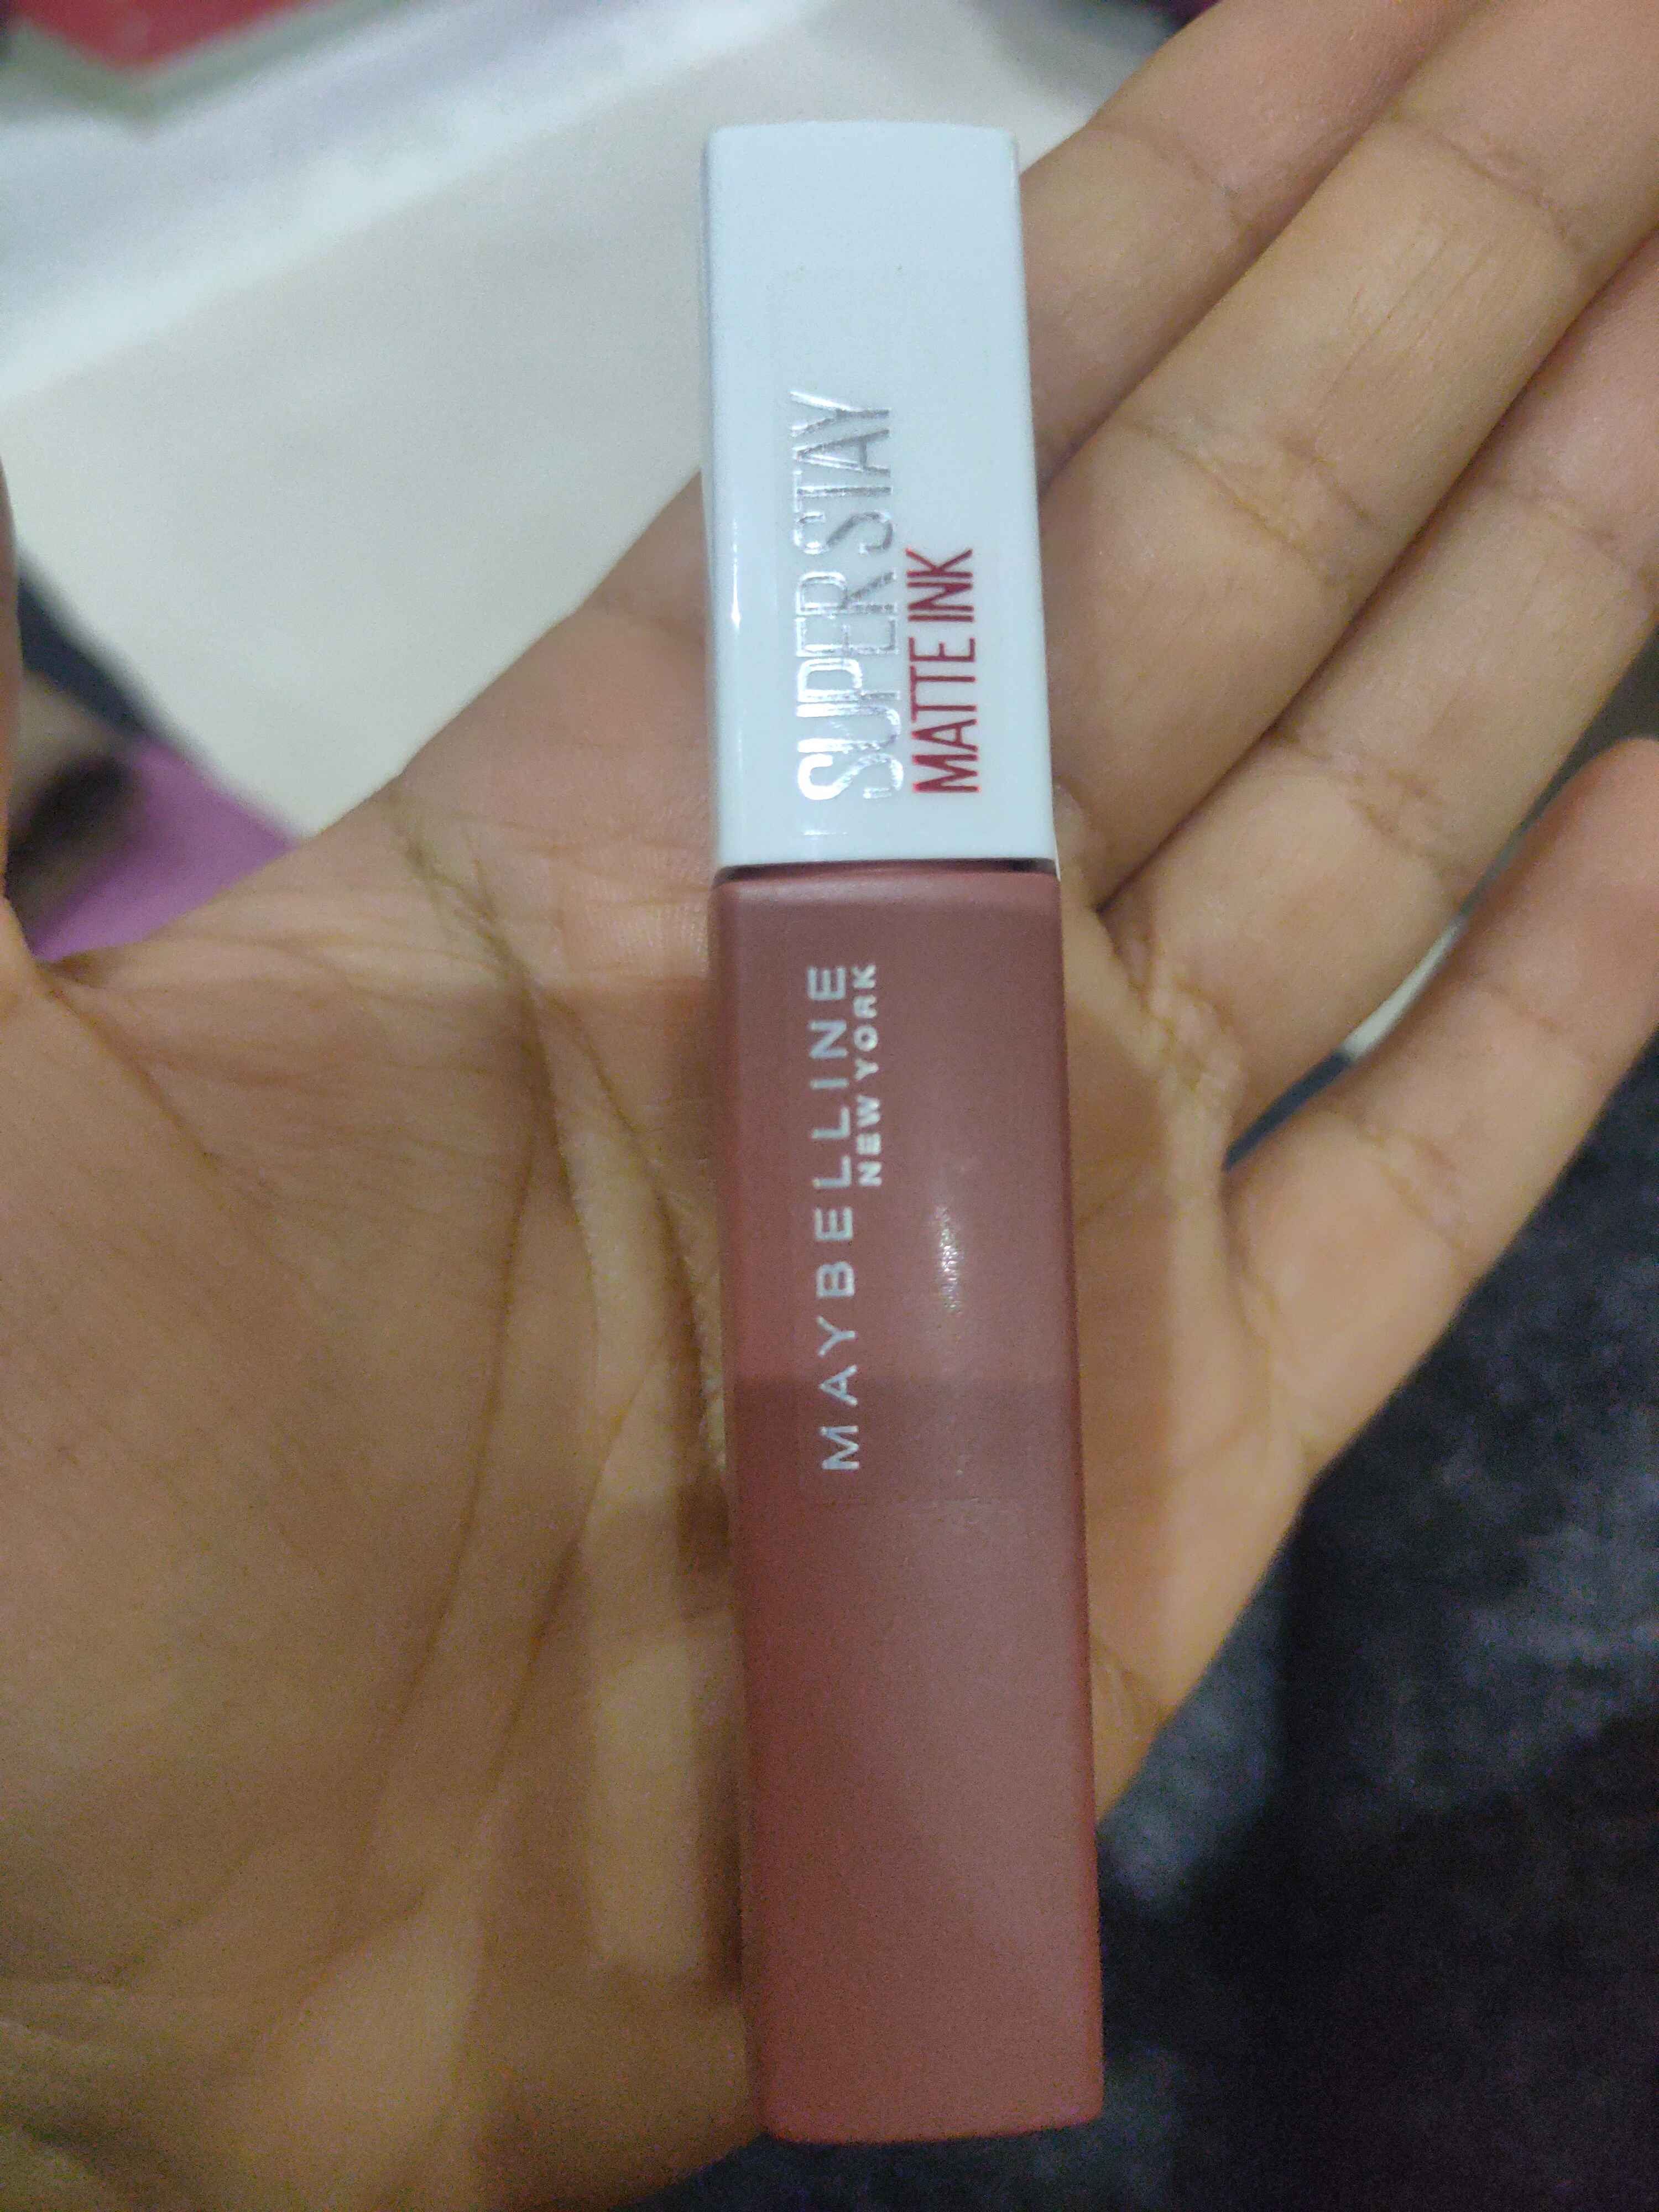 SUPER STAY
MATTE INK
MAYBELLINE
NEW YORK